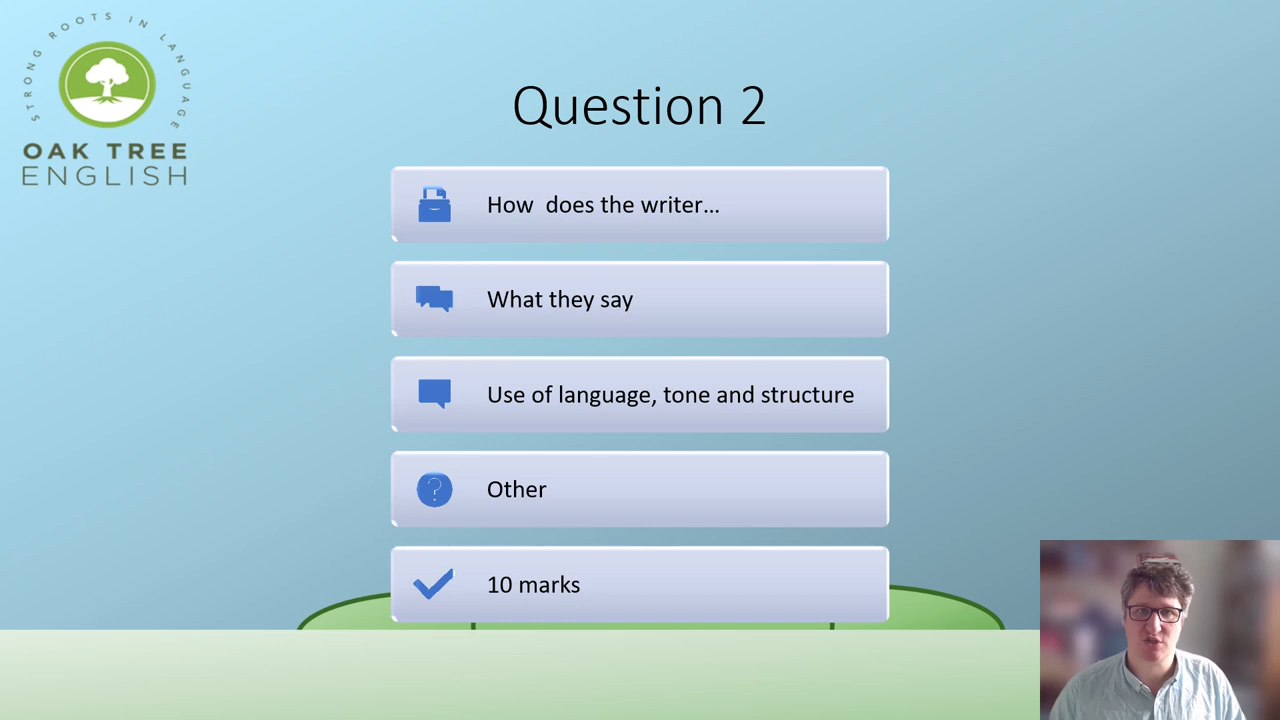 STRONG ROOTS IN LANGUAGE
OAK TREE
ENGLISH
Question 2
How  does the writer…
What they say
Use of language, tone and structure
Other
10 marks